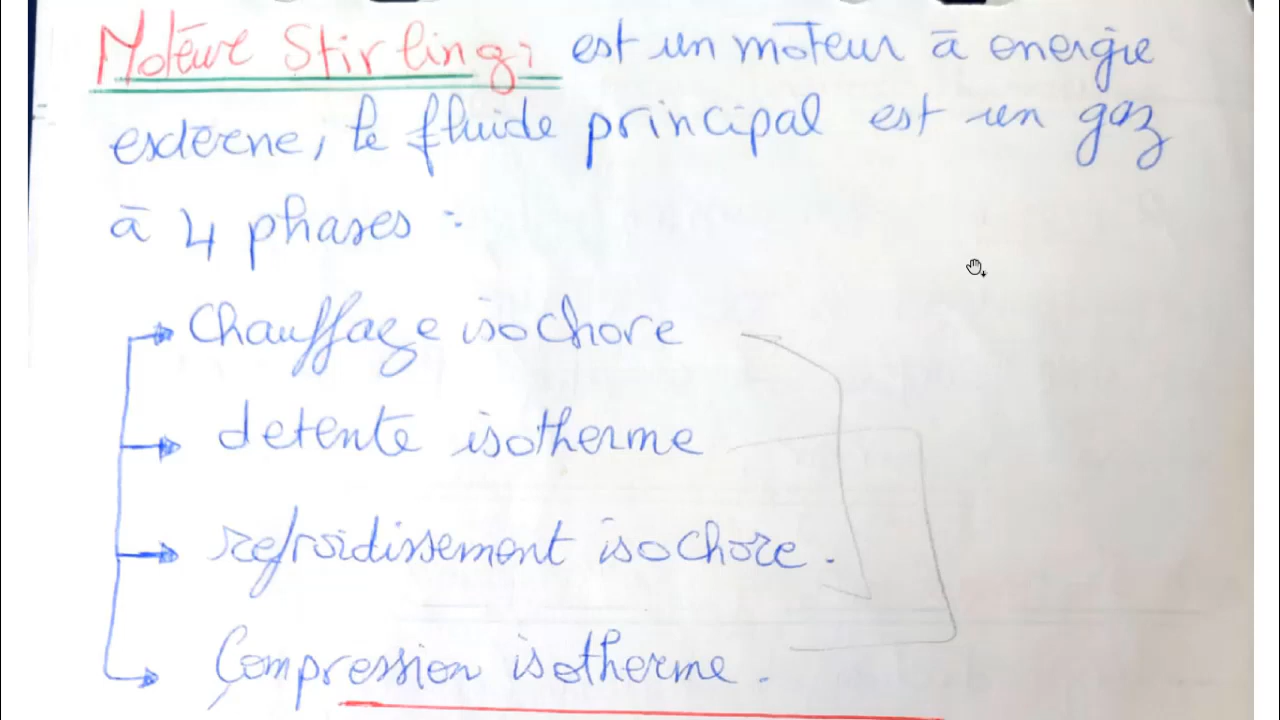 Moteure Stirling: est un moteur à energie
externe, le fluide principal est un gaz
à 4 phases :
Chauffage isochore
detente isotherme
refroidissement isochore.
Compression isotherme.